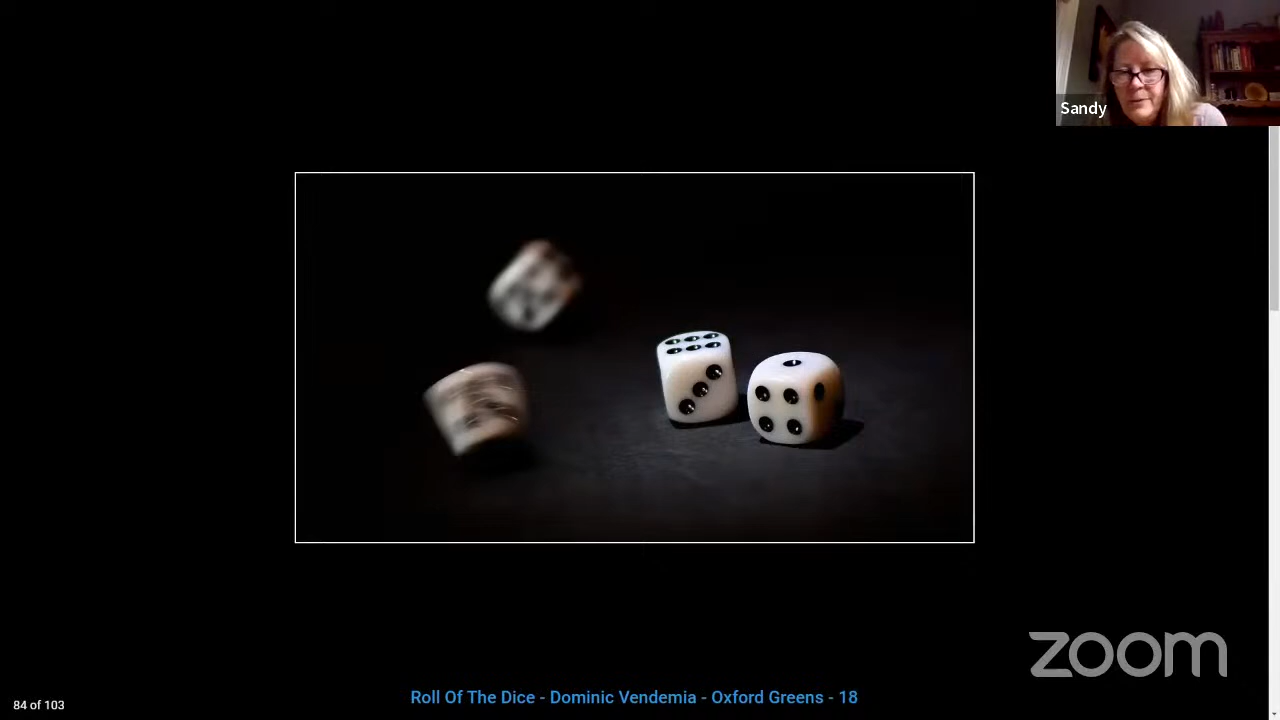 Sandy
zoom
Roll Of The Dice - Dominic Vendemia - Oxford Greens - 18
84 of 103